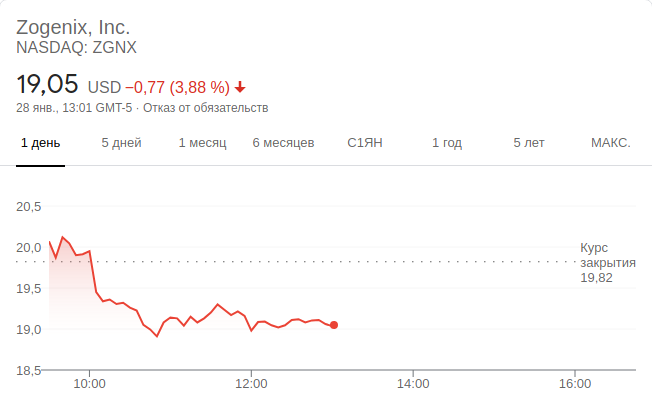 Zogenix, Inc.
NASDAQ: ZGNX
19,05 USD −0,77 (3,88 %)
28 янв., 13:01 GMT-5 · Отказ от обязательств
1 день 5 дней 1 месяц 6 месяцев С1ЯН 1 год 5 лет МАКС.
20,5
20,0
19,5
19,0
18,5
Курс
закрытия
19,82
10:00 12:00 14:00 16:00